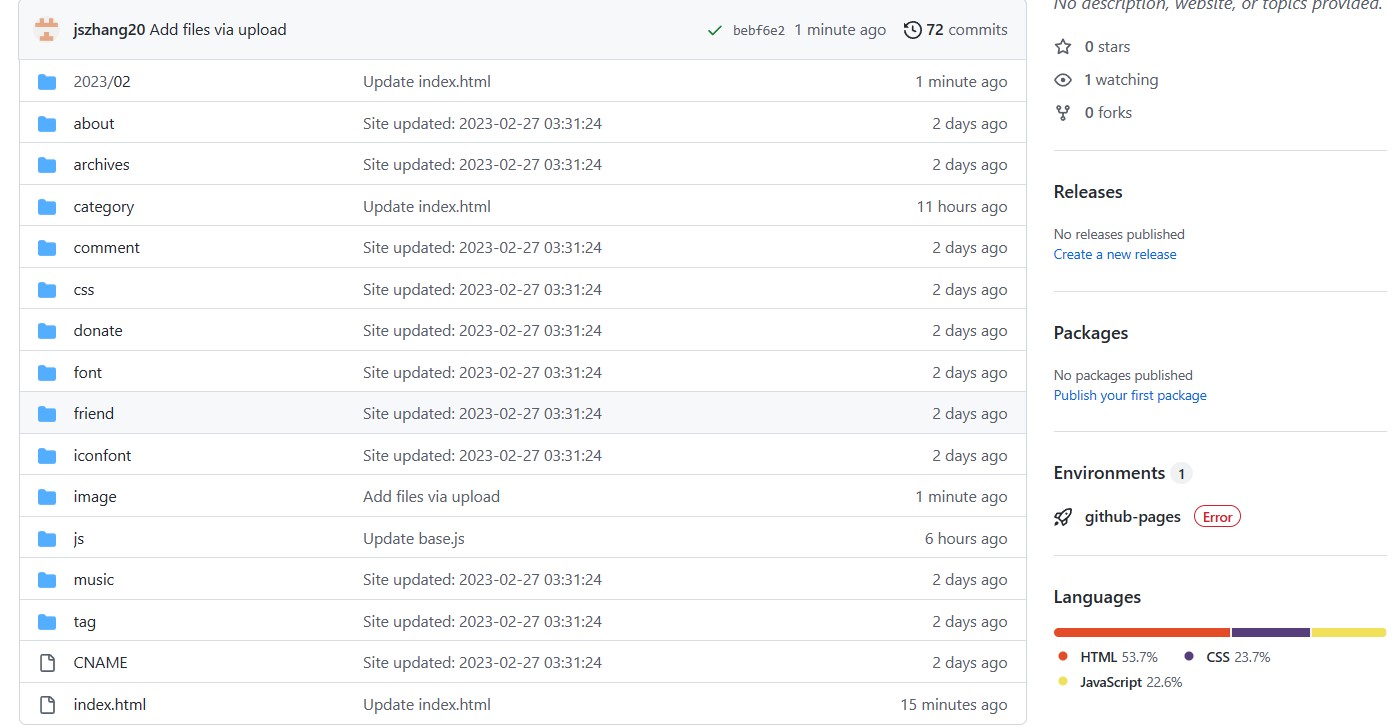 No description, website, or topics provided.
jszhang20 Add files via upload bebf6e2 1 minute ago 72 commits
2023/02 Update index.html 1 minute ago
about Site updated: 2023-02-27 03:31:24 2 days ago
archives Site updated: 2023-02-27 03:31:24 2 days ago
category Update index.html 11 hours ago
comment Site updated: 2023-02-27 03:31:24 2 days ago
css Site updated: 2023-02-27 03:31:24 2 days ago
donate Site updated: 2023-02-27 03:31:24 2 days ago
font Site updated: 2023-02-27 03:31:24 2 days ago
friend Site updated: 2023-02-27 03:31:24 2 days ago
iconfont Site updated: 2023-02-27 03:31:24 2 days ago
image Add files via upload 1 minute ago
js Update base.js 6 hours ago
music Site updated: 2023-02-27 03:31:24 2 days ago
tag Site updated: 2023-02-27 03:31:24 2 days ago
CNAME Site updated: 2023-02-27 03:31:24 2 days ago
index.html Update index.html 15 minutes ago
0 stars
1 watching
0 forks
Releases
No releases published
Create a new release
Packages
No packages published
Publish your first package
Environments 1
github-pages Error
Languages
HTML 53.7% CSS 23.7%
JavaScript 22.6%